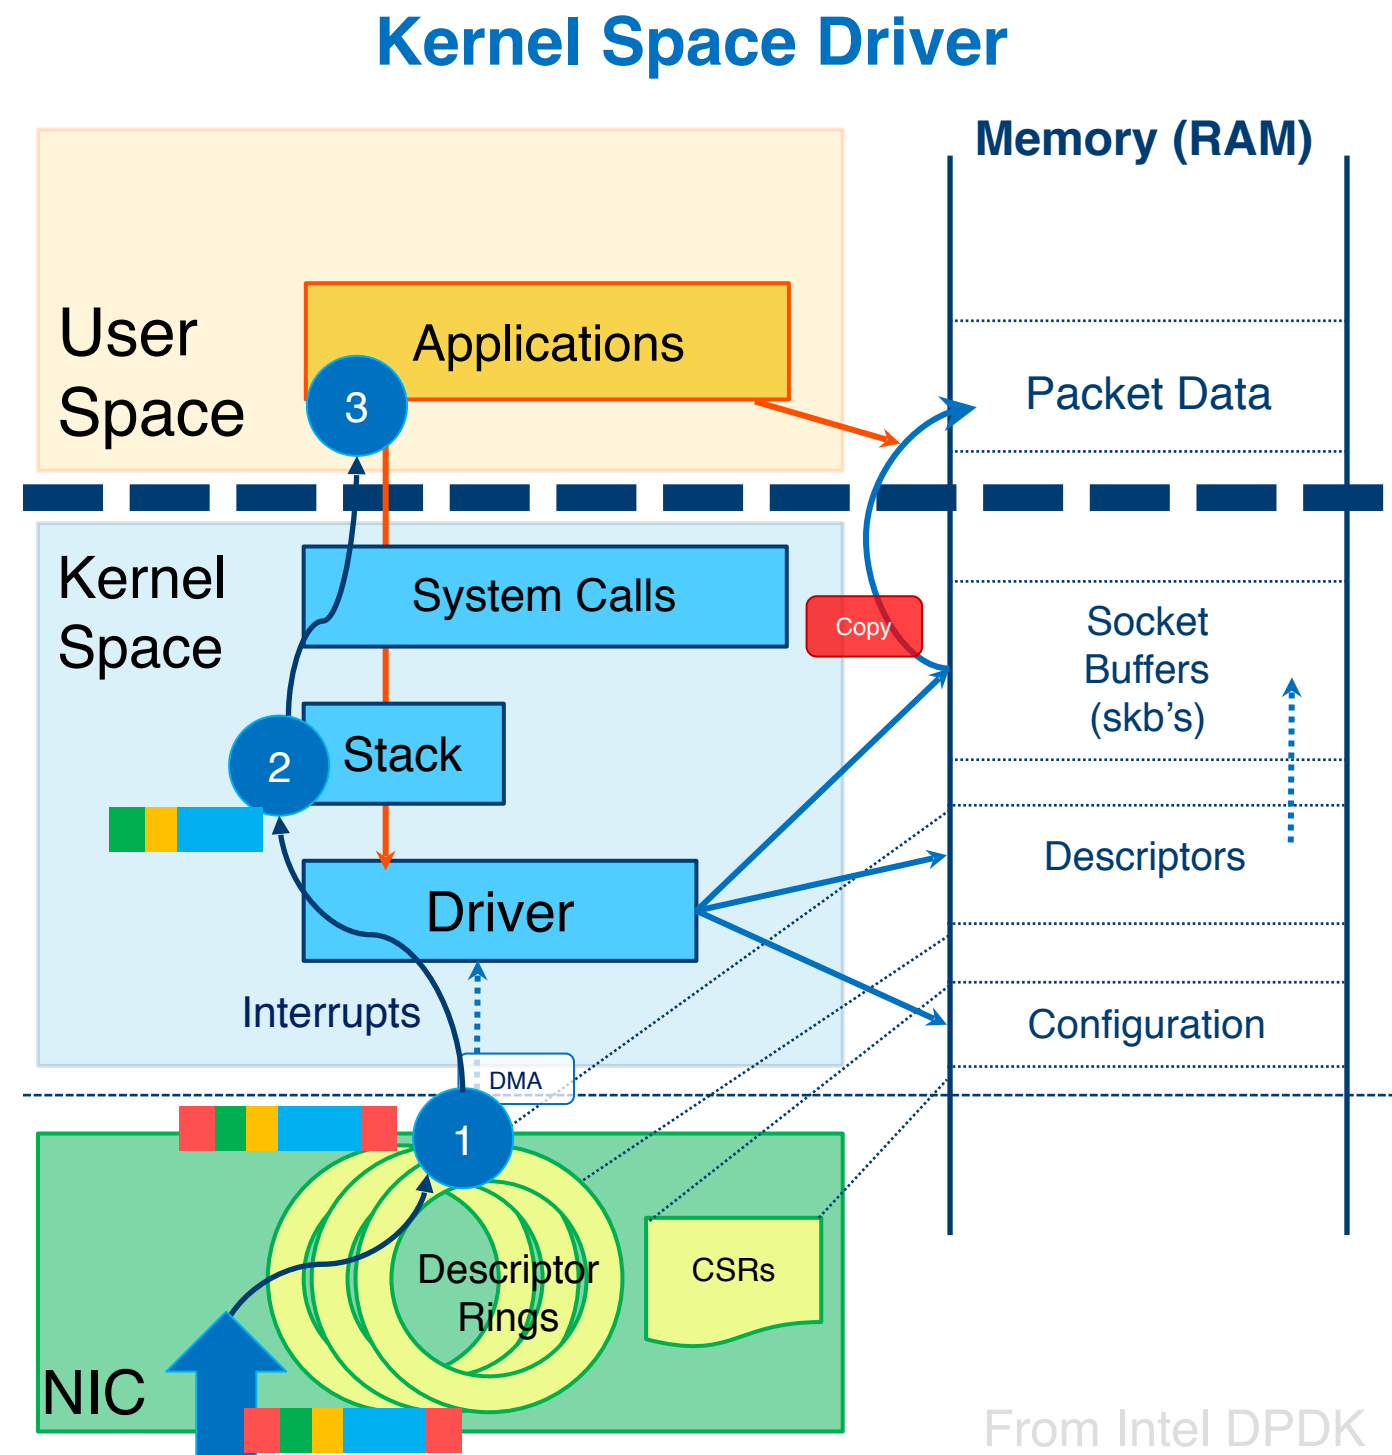 Kernel Space Driver
Memory (RAM)
User
Space
Applications
3
Packet Data
Kernel
Space
System Calls
Copy
Socket
Buffers
(skb's)
2
Stack
Descriptors
Driver
Interrupts
Configuration
DMA
1
Descriptor
Rings
CSRs
NIC
From Intel DPDK